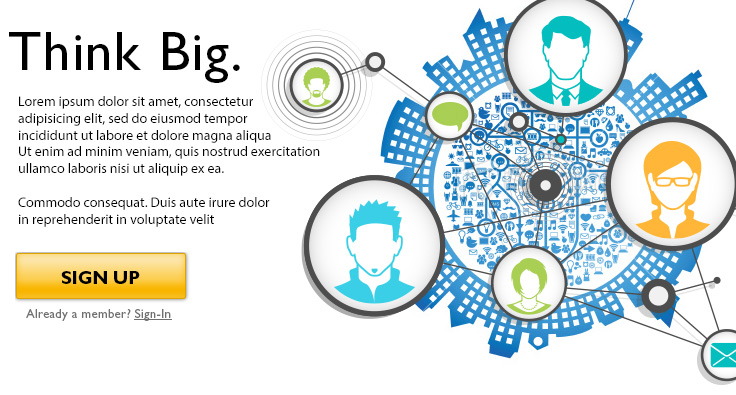 Think Big.
Lorem ipsum dolor sit amet, consectetur
adipisicing elit, sed do eiusmod tempor
incididunt ut labore et dolore magna aliqua
Ut enim ad minim veniam, quis nostrud exercitation
ullamco laboris nisi ut aliquip ex ea.
Commodo consequat. Duis aute irure dolor
in reprehenderit in voluptate velit
SIGN UP
Already a member? Sign-In